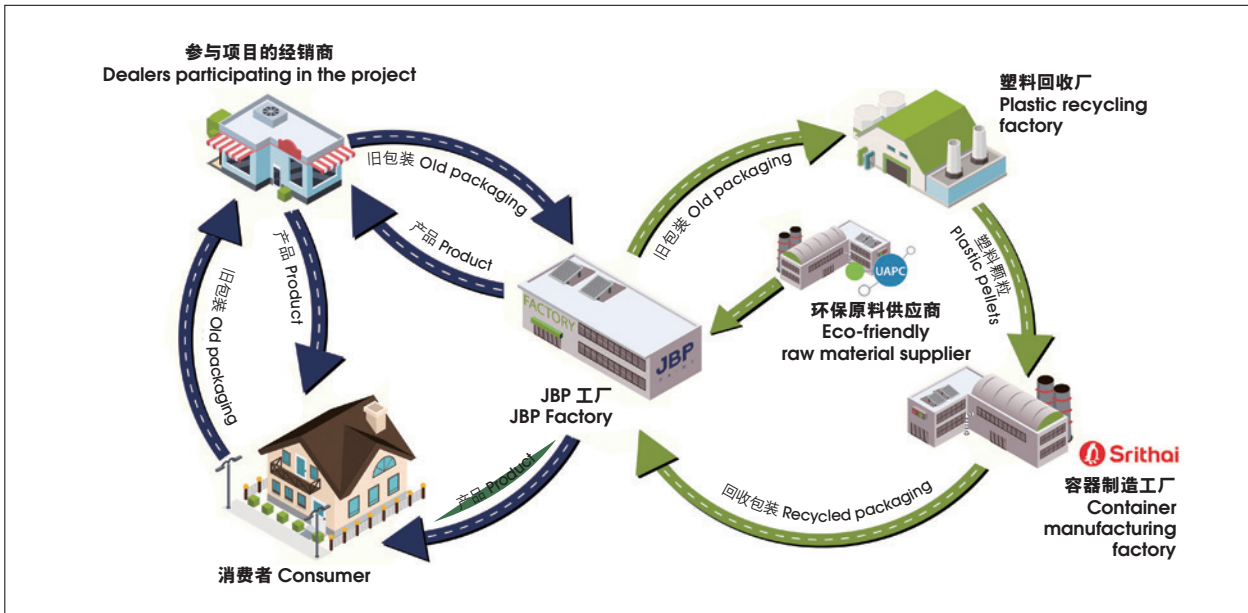 参与项目的经销商
Dealers participating in the project
塑料回收厂
Plastic recycling
factory
旧包装 Old packaging
旧包装 Old packaging
产品 Product
产品 Product
旧包装 Old packaging
塑料颗粒
Plastic pellets
UAPC
环保原料供应商
Eco-friendly
raw material supplier
FACTORY
JBP
JBP 工厂
JBP Factory
产品 Product
回收包装 Recycled packaging
Srithai
容器制造工厂
Container
manufacturing
factory
消费者 Consumer